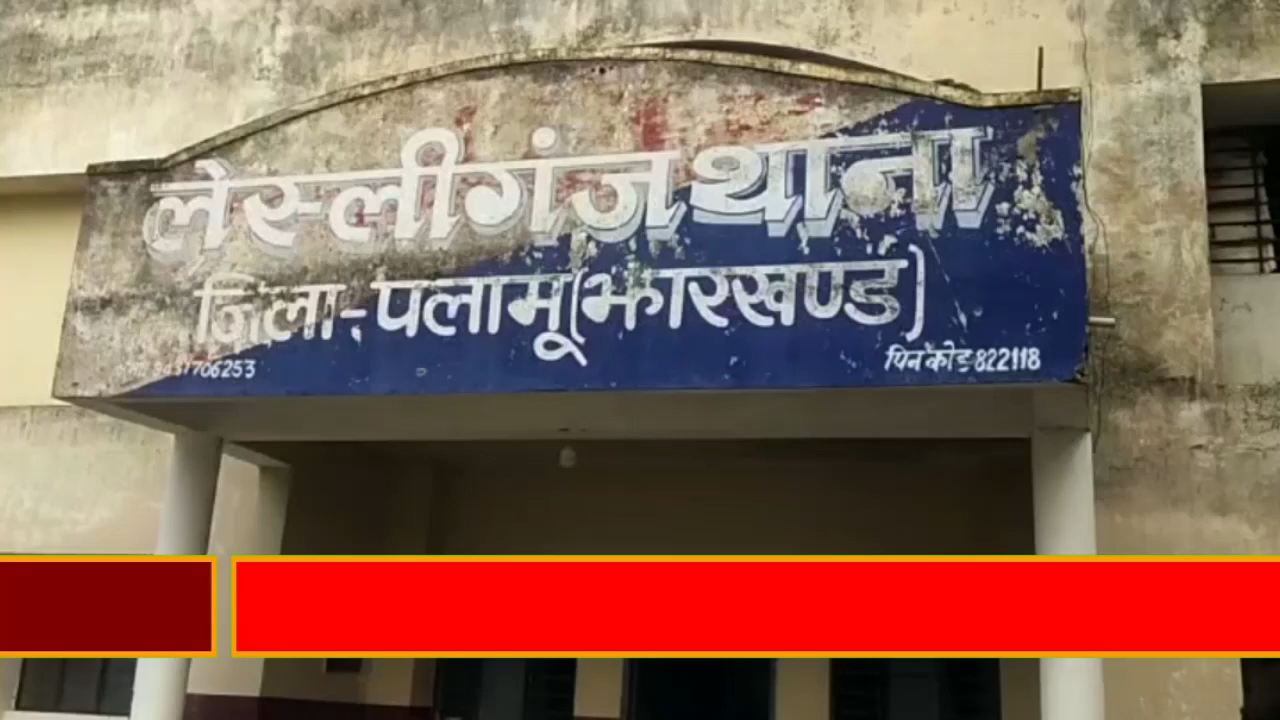 लेस्लीगंज थाना
जिला-पलामू(झारखण्ड)
9431706253
पिन कोड-822118